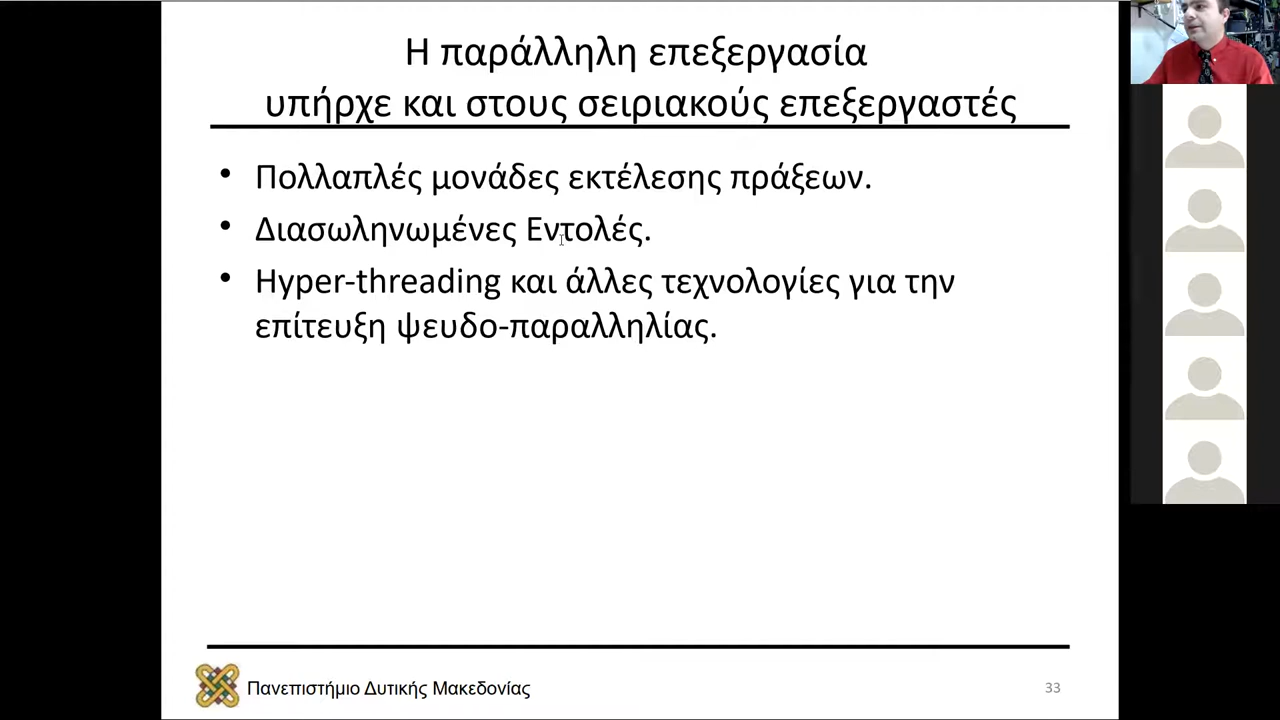 Η παράλληλη επεξεργασία
υπήρχε και στους σειριακούς επεξεργαστές
• Πολλαπλές μονάδες εκτέλεσης πράξεων.
• Διασωληνωμένες Εντολές.
• Hyper-threading και άλλες τεχνολογίες για την
επίτευξη ψευδο-παραλληλίας.
Πανεπιστήμιο Δυτικής Μακεδονίας
33